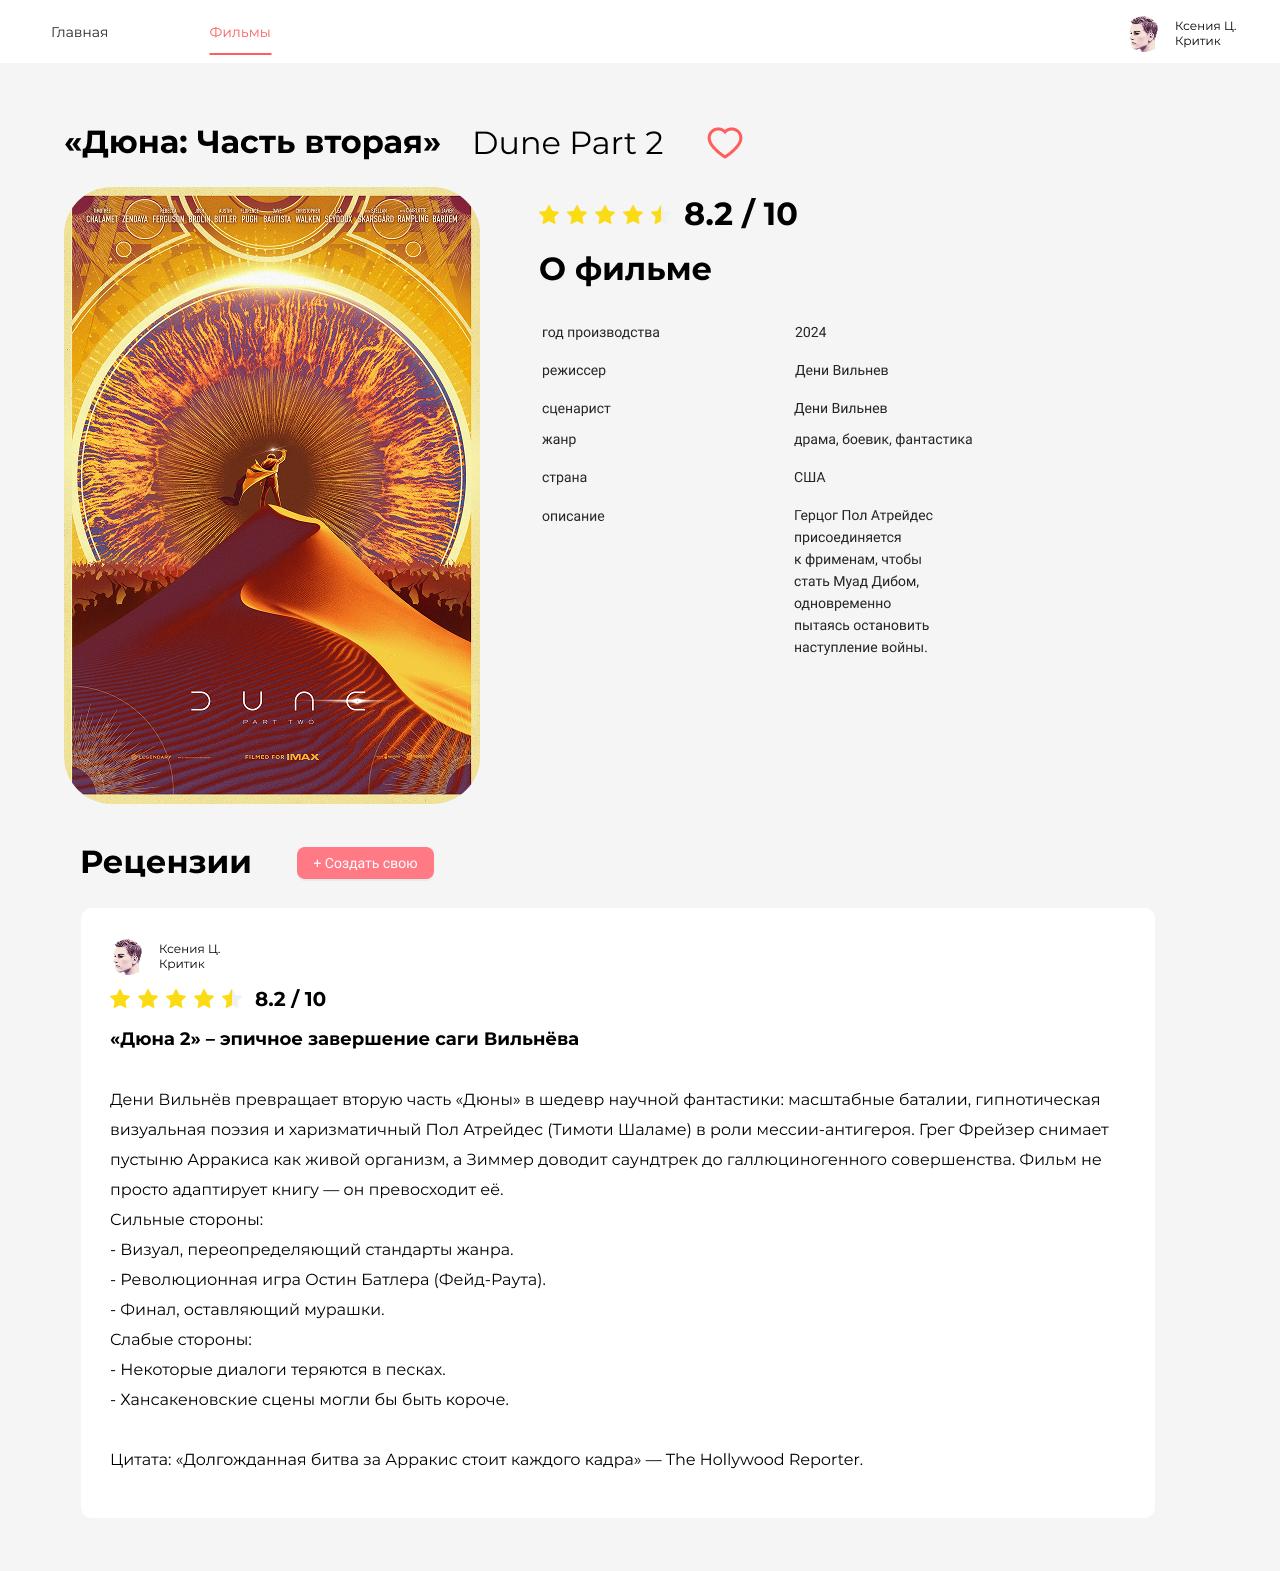 Главная
Фильмы
Ксения Ц.
Критик
«Дюна: Часть вторая» Dune Part 2
CHALAMET ZENDAYA FERGUSON BROLIN BUTLER PUGH BAUTISTA WALKEN SEYDOUX SKARSGÅRD RAMPLING BARDEM
DUNE
PART TWO
LEGENDARY
FILMED FOR IMAX
8.2 / 10
О фильме
год производства 2024
режиссер Дени Вильнев
сценарист Дени Вильнев
жанр драма, боевик, фантастика
страна США
описание Герцог Пол Атрейдес
присоединяется
к фрименам, чтобы
стать Муад Дибом,
одновременно
пытаясь остановить
наступление войны.
Рецензии
+ Создать свою
Ксения Ц.
Критик
8.2 / 10
«Дюна 2» – эпичное завершение саги Вильнёва
Дени Вильнёв превращает вторую часть «Дюны» в шедевр научной фантастики: масштабные баталии, гипнотическая
визуальная поэзия и харизматичный Пол Атрейдес (Тимоти Шаламе) в роли мессии-антигероя. Грег Фрейзер снимает
пустыню Арракиса как живой организм, а Зиммер доводит саундтрек до галлюциногенного совершенства. Фильм не
просто адаптирует книгу — он превосходит её.
Сильные стороны:
- Визуал, переопределяющий стандарты жанра.
- Революционная игра Остин Батлера (Фейд-Раута).
- Финал, оставляющий мурашки.
Слабые стороны:
- Некоторые диалоги теряются в песках.
- Хансакеновские сцены могли бы быть короче.
Цитата: «Долгожданная битва за Арракис стоит каждого кадра» — The Hollywood Reporter.